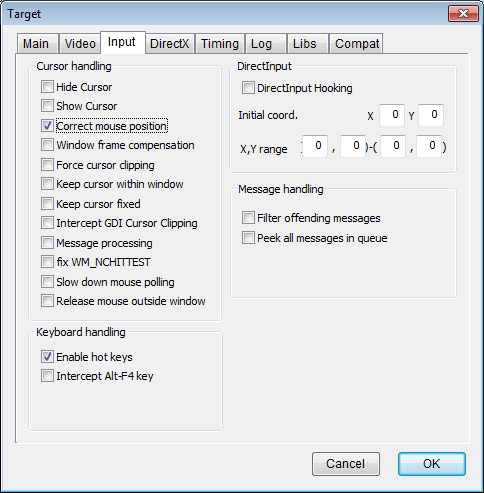 Target
Main Video Input DirectX Timing Log Libs Compat
Cursor handling
Hide Cursor
Show Cursor
Correct mouse position
Window frame compensation
Force cursor clipping
Keep cursor within window
Keep cursor fixed
Intercept GDI Cursor Clipping
Message processing
fix WM_NCHITTEST
Slow down mouse polling
Release mouse outside window
Keyboard handling
Enable hot keys
Intercept Alt-F4 key
DirectInput
DirectInput Hooking
Initial coord. X 0 Y 0
X,Y range [ 0 , 0 )-( 0 , 0 )
Message handling
Filter offending messages
Peek all messages in queue
Cancel OK